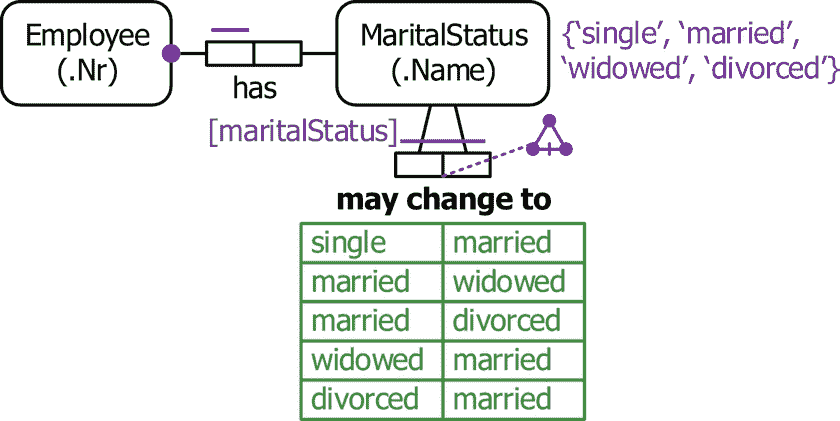 Employee
(.Nr)
has
MaritalStatus
(.Name)
{‘single’, ‘married’,
‘widowed’, ‘divorced’}
[maritalStatus]
may change to
single married
married widowed
married divorced
widowed married
divorced married